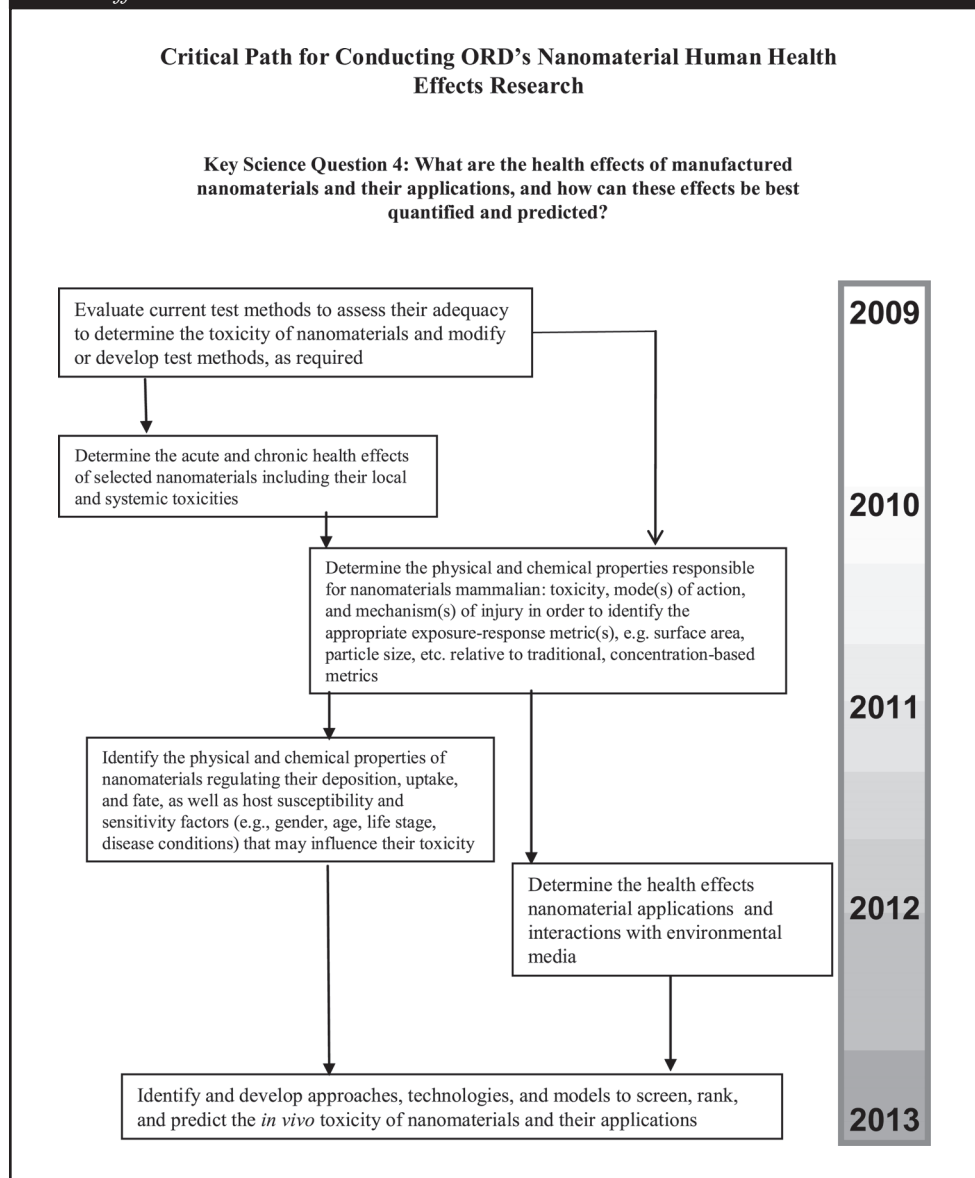 Critical Path for Conducting ORD's Nanomaterial Human Health
Effects Research
Key Science Question 4: What are the health effects of manufactured
nanomaterials and their applications, and how can these effects be best
quantified and predicted?
Evaluate current test methods to assess their adequacy
to determine the toxicity of nanomaterials and modify
or develop test methods, as required
2009
Determine the acute and chronic health effects
of selected nanomaterials including their local
and systemic toxicities
2010
Determine the physical and chemical properties responsible
for nanomaterials mammalian: toxicity, mode(s) of action,
and mechanism(s) of injury in order to identify the
appropriate exposure-response metric(s), e.g. surface area,
particle size, etc. relative to traditional, concentration-based
metrics
2011
Identify the physical and chemical properties of
nanomaterials regulating their deposition, uptake,
and fate, as well as host susceptibility and
sensitivity factors (e.g., gender, age, life stage,
disease conditions) that may influence their toxicity
Determine the health effects
nanomaterial applications and
interactions with environmental
media
2012
Identify and develop approaches, technologies, and models to screen, rank,
and predict the in vivo toxicity of nanomaterials and their applications
2013